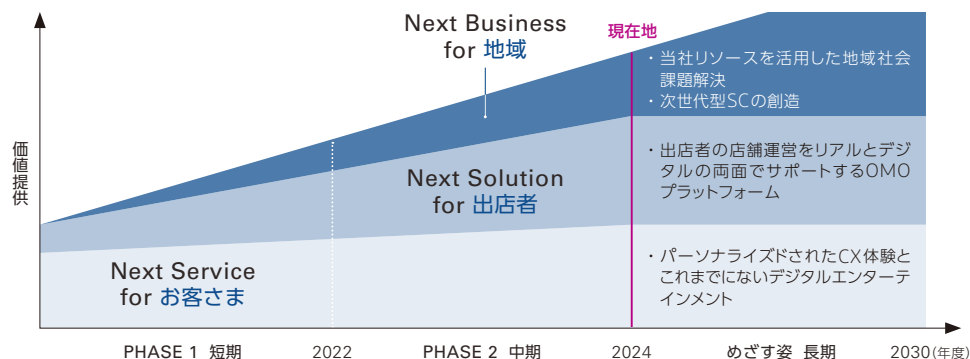 価値提供
Next Business
for 地域
現在地
・当社リソースを活用した地域社会
課題解決
・次世代型SCの創造
Next Solution
for 出店者
・出店者の店舗運営をリアルとデジ
タルの両面でサポートするOMO
プラットフォーム
Next Service
for お客さま
・パーソナライズドされたCX体験と
これまでにないデジタルエンターテ
インメント
PHASE 1 短期 2022 PHASE 2 中期 2024 めざす姿 長期 2030(年度)